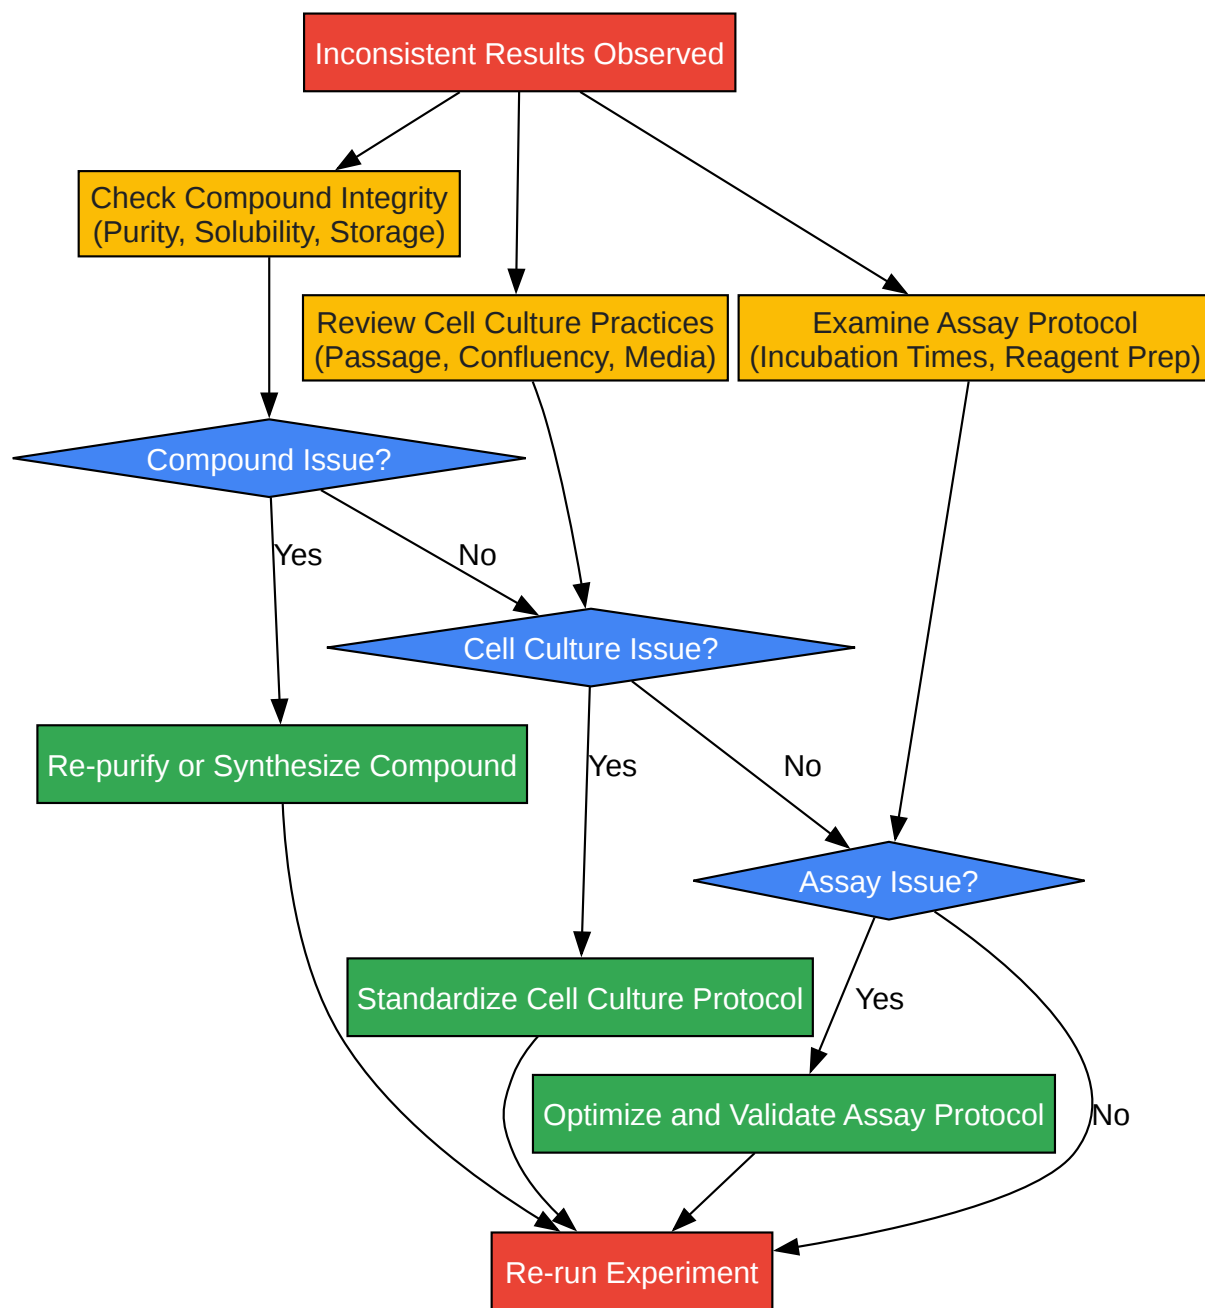 Inconsistent Results Observed
Check Compound Integrity
(Purity, Solubility, Storage)
Review Cell Culture Practices
(Passage, Confluency, Media)
Examine Assay Protocol
(Incubation Times, Reagent Prep)
Compound Issue?
Yes
No
Cell Culture Issue?
Re-purify or Synthesize Compound
Yes
No
Assay Issue?
Standardize Cell Culture Protocol
Yes
Optimize and Validate Assay Protocol
No
Re-run Experiment